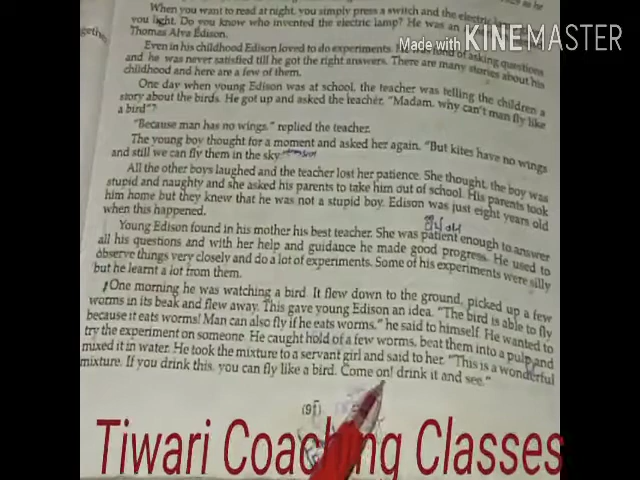 When you want to read at night, you simply press a switch and the electric
you light. Do you know who invented the electric lamp? He was an
Thomas Alva Edison.
Even in his childhood Edison loved to do experiments. of asking questions
and he was never satisfied till he got the right answers. There are many stories about his
childhood and here are a few of them.
One day when young Edison was at school, the teacher was telling the children a
story about the birds. He got up and asked the teacher, "Madam, why can't man fly like
a bird"?
"Because man has no wings," replied the teacher.
The young boy thought for a moment and asked her again, "But kites have no wings
and still we can fly them in the sky."
All the other boys laughed and the teacher lost her patience. She thought, the boy was
stupid and naughty and she asked his parents to take him out of school. His parents took
him home but they knew that he was not a stupid boy. Edison was just eight years old
when this happened.
Young Edison found in his mother his best teacher. She was patient enough to answer
all his questions and with her help and guidance he made good progress. He used to
observe things very closely and do a lot of experiments. Some of his experiments were silly
but he learnt a lot from them.
One morning he was watching a bird. It flew down to the ground, picked up a few
worms in its beak and flew away. This gave young Edison an idea. "The bird is able to fly
because it eats worms! Man can also fly if he eats worms," he said to himself. He wanted to
try the experiment on someone. He caught hold of a few worms, beat them into a pulp and
mixed it in water. He took the mixture to a servant girl and said to her, "This is a wonderful
mixture. If you drink this, you can fly like a bird. Come on! drink it and see."
Made with KINEMASTER
Tiwari Coaching Classes